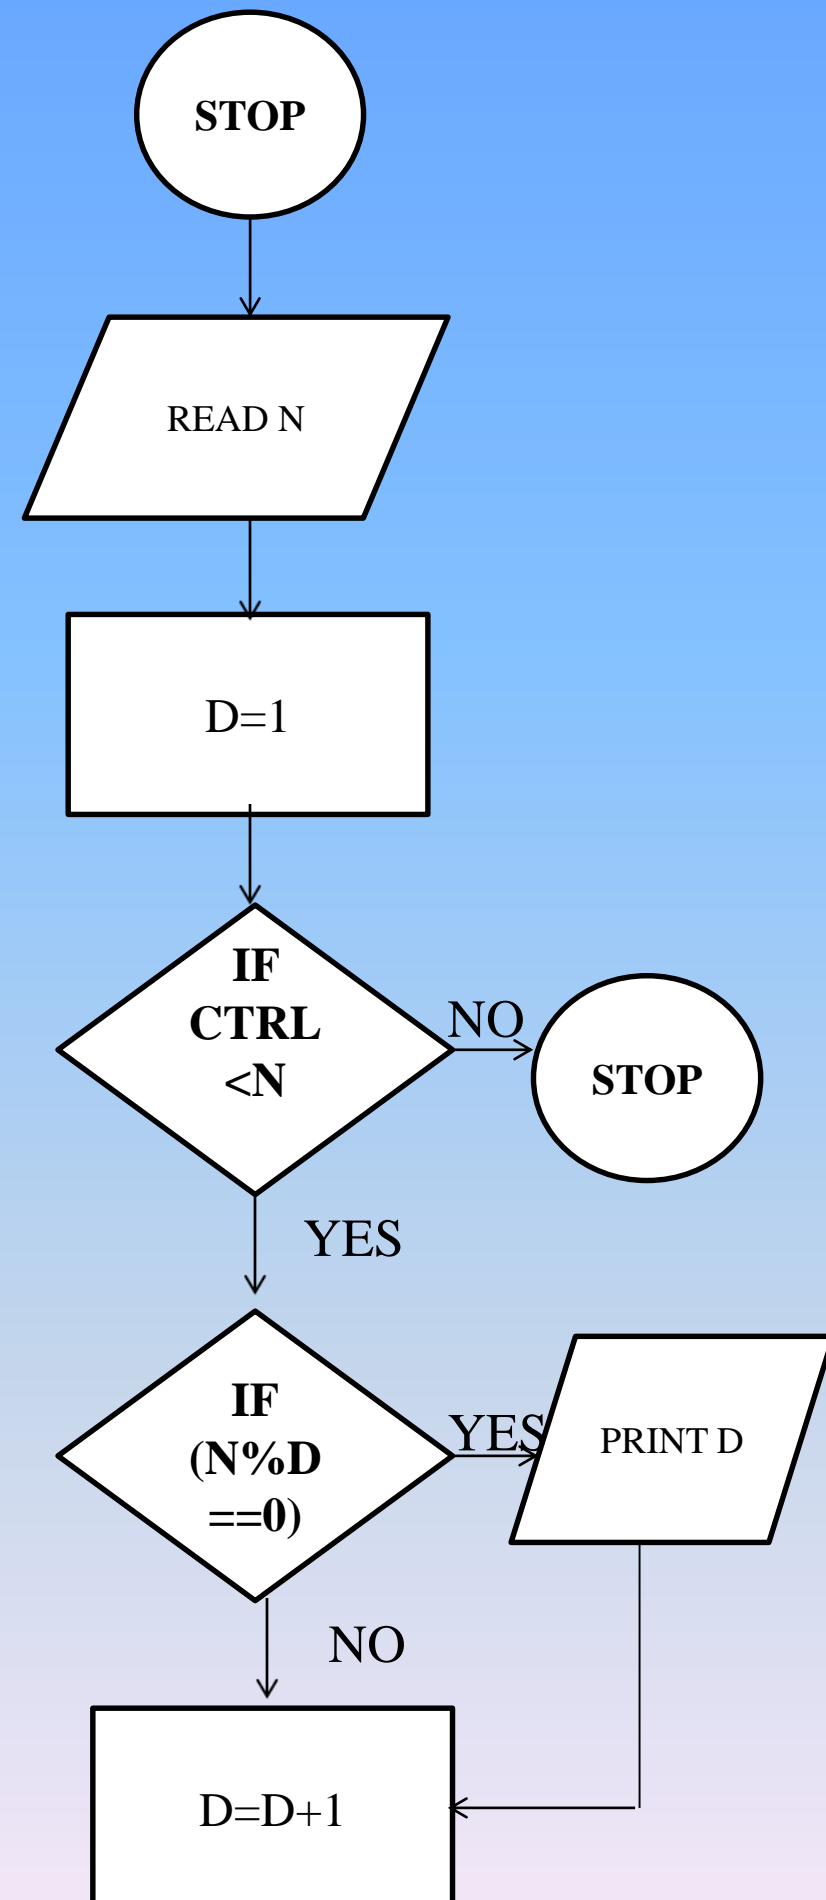 STOP
READ N
D=1
IF
CTRL
<N
NO
STOP
YES
IF
(N%D
==0)
YES
PRINT D
NO
D=D+1